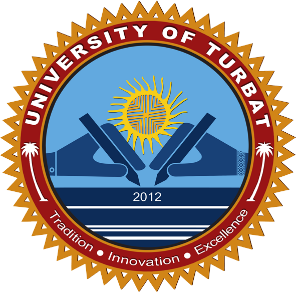 UNIVERSITY OF TURBAT
2012
Tradition • Innovation • Excellence